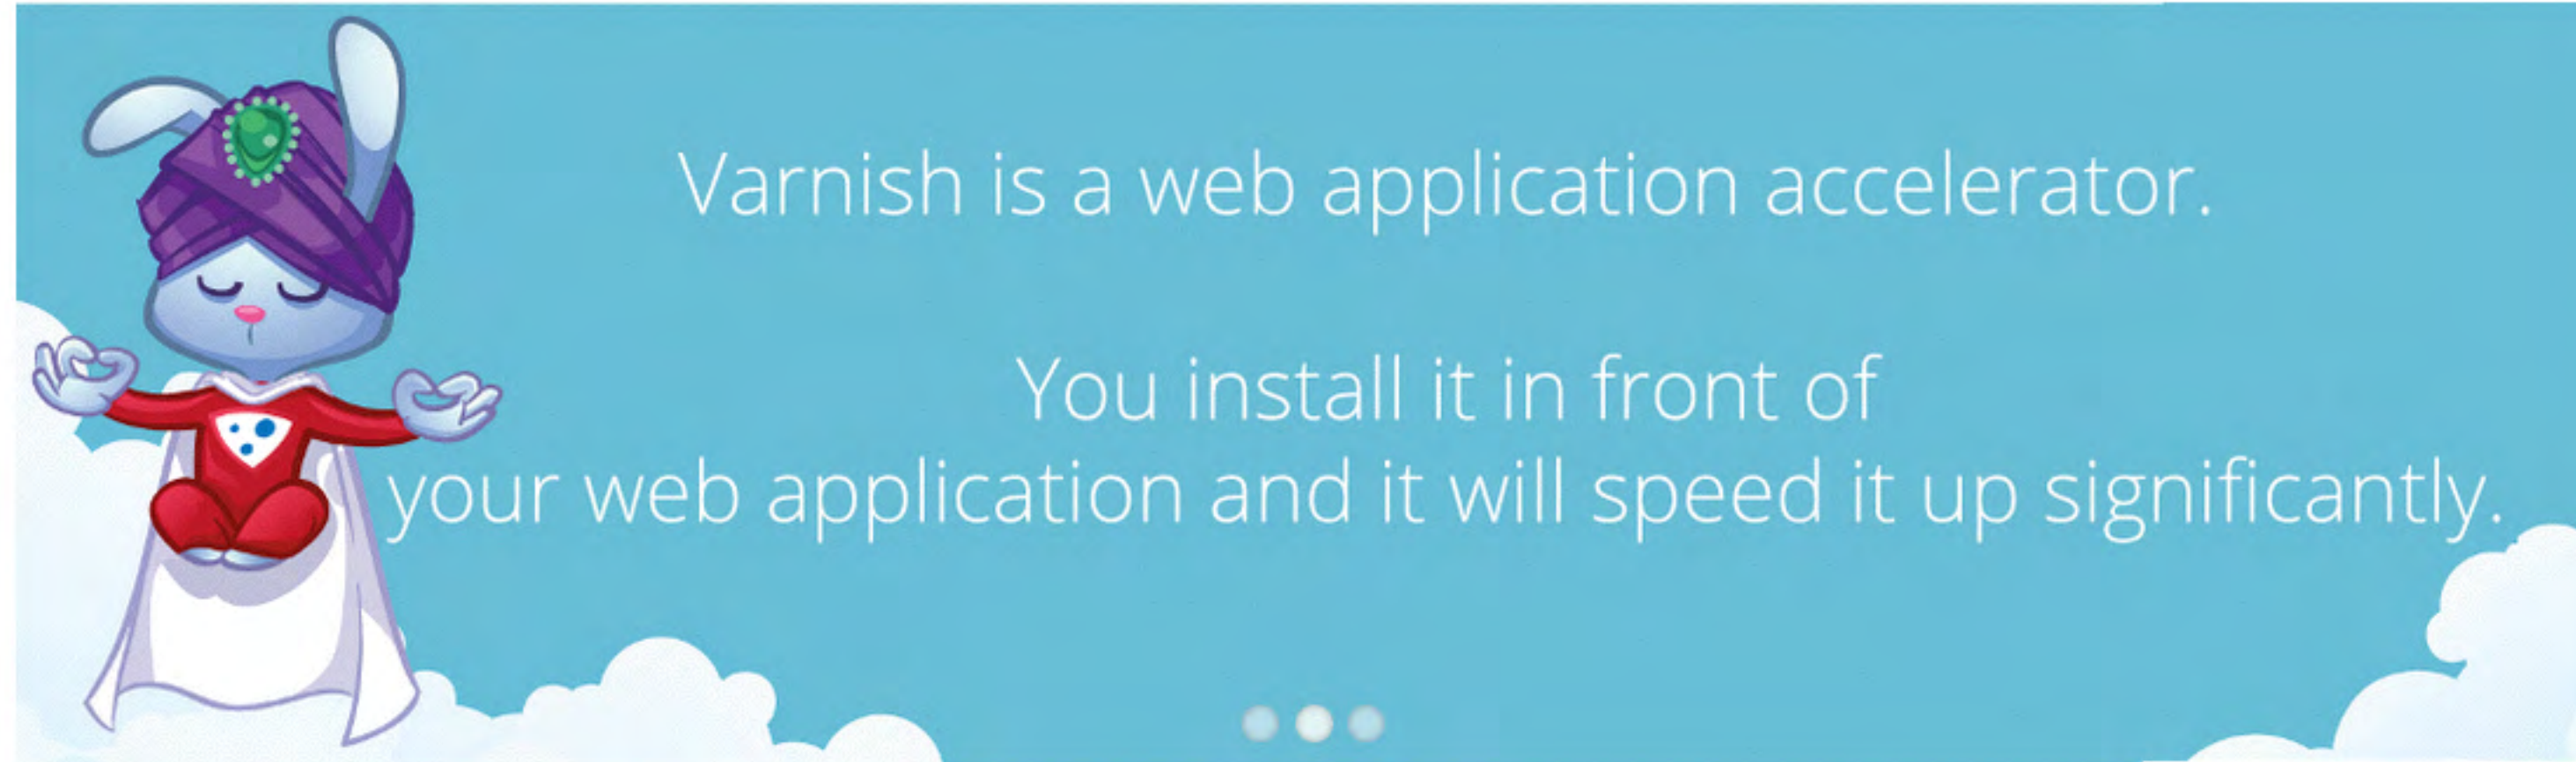 Varnish is a web application accelerator.
You install it in front of
your web application and it will speed it up significantly.